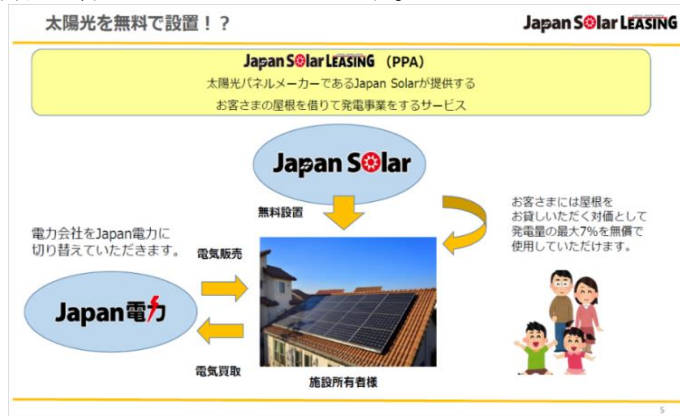 太陽光を無料で設置！？
Japan Solar LEASING
Japan Solar LEASING （PPA）
太陽光パネルメーカーであるJapan Solarが提供する
お客さまの屋根を借りて発電事業をするサービス
Japan Solar
無料設置
お客さまには屋根を
お貸しいただく対価として
発電量の最大7%を無償で
使用していただけます。
電力会社をJapan電力に
切り替えていただきます。
電気販売
Japan電力
電気買取
施設所有者様
5